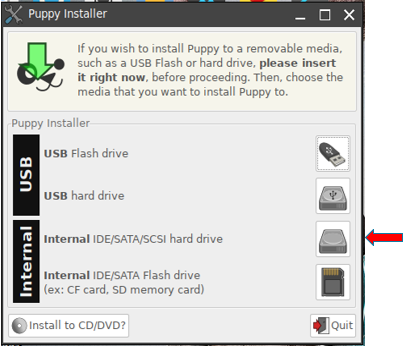 Puppy Installer
If you wish to install Puppy to a removable media,
such as a USB Flash or hard drive, please insert
it right now, before proceeding. Then, choose the
media that you want to install Puppy to.
Puppy Installer
USB
USB Flash drive
USB hard drive
Internal
Internal IDE/SATA/SCSI hard drive
Internal IDE/SATA Flash drive
(ex: CF card, SD memory card)
Install to CD/DVD?
Quit